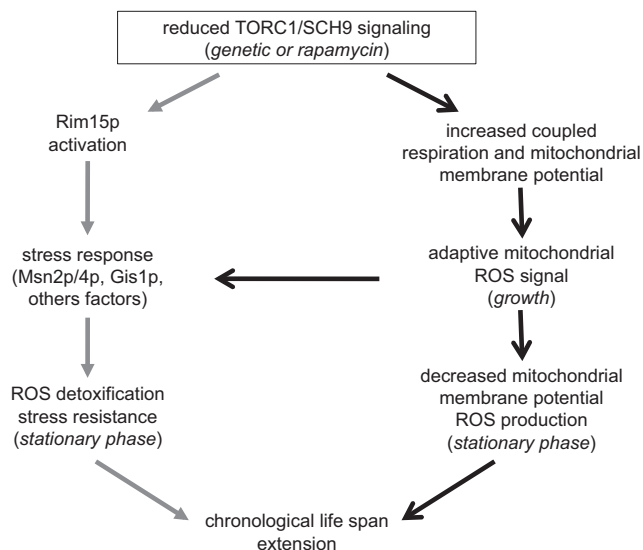 reduced TORC1/SCH9 signaling
(genetic or rapamycin)
Rim15p
activation
increased coupled
respiration and mitochondrial
membrane potential
stress response
(Msn2p/4p, Gis1p,
others factors)
adaptive mitochondrial
ROS signal
(growth)
ROS detoxification
stress resistance
(stationary phase)
decreased mitochondrial
membrane potential
ROS production
(stationary phase)
chronological life span
extension